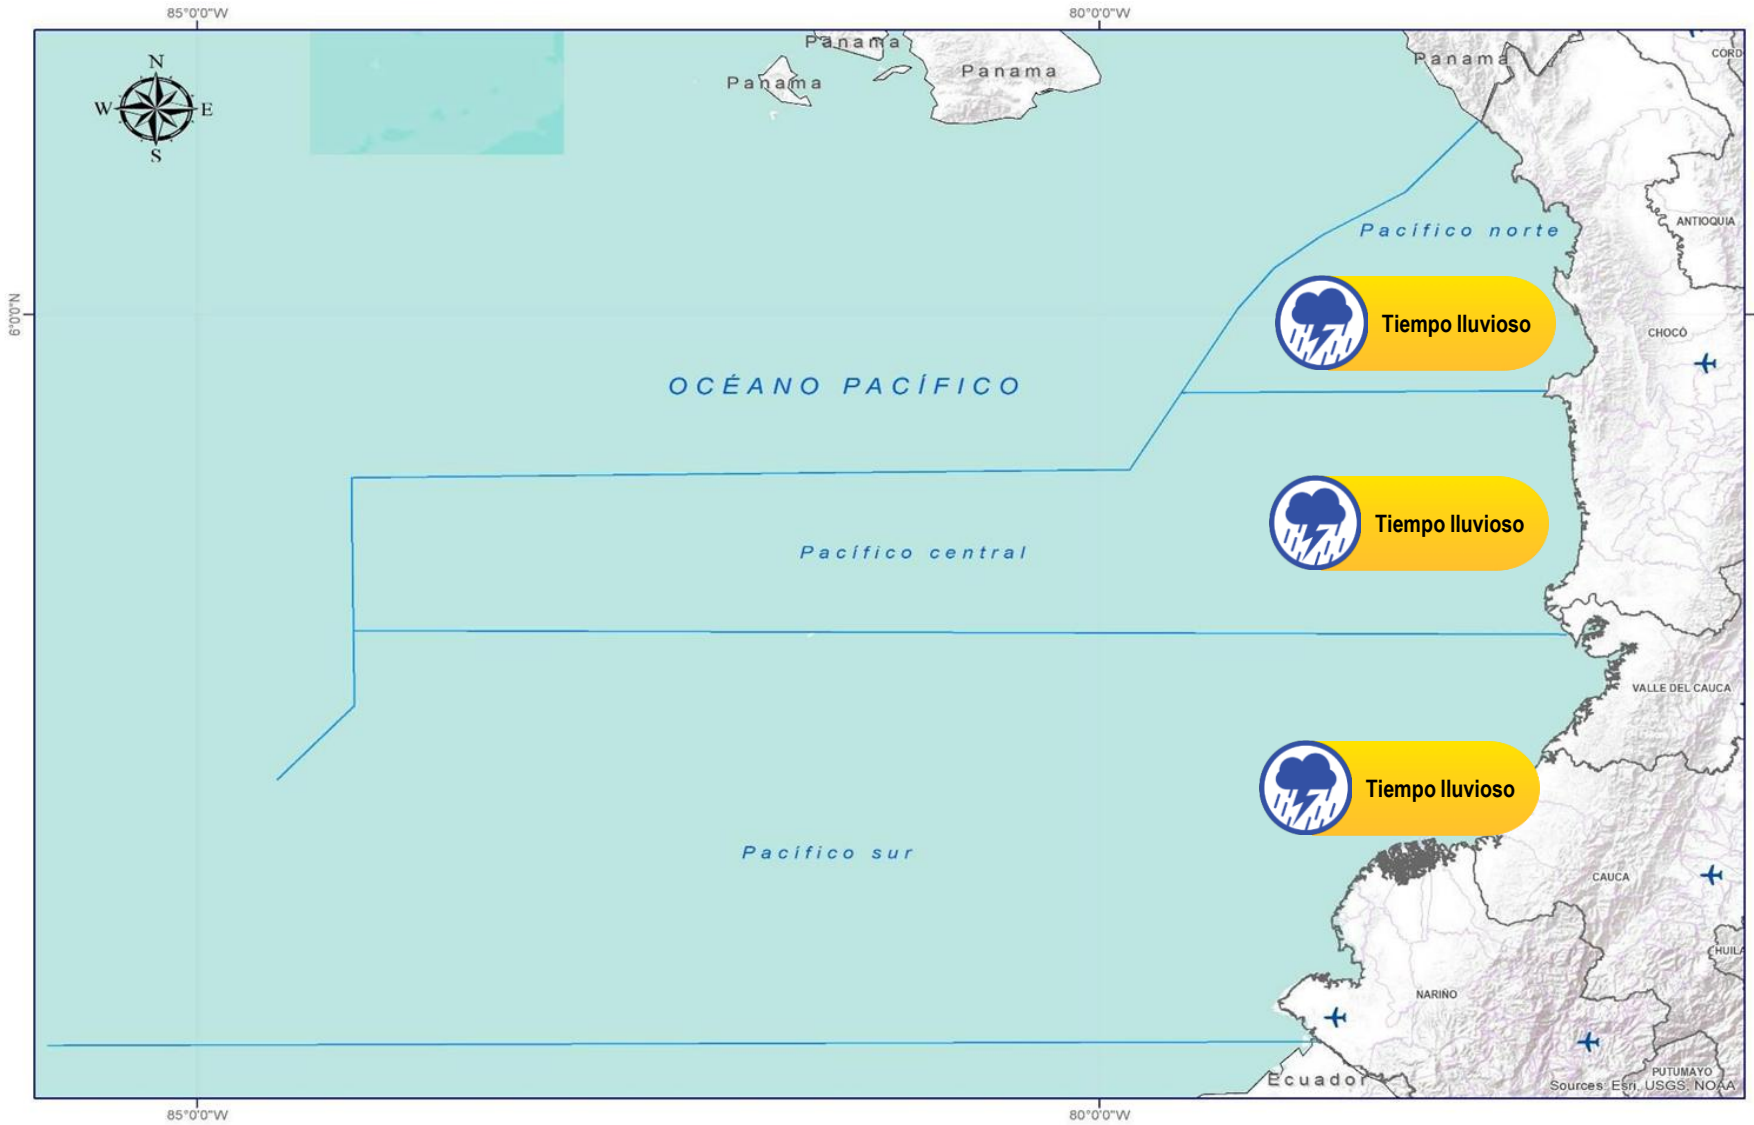 85°0'0"W
80°0'0"W
N
W
E
S
Panama
Panama
Panama
Panama
CÓRD
ANTIOQUIA
Pacífico norte
6°0'0"N
Tiempo lluvioso
CHOCÓ
OCÉANO PACÍFICO
Tiempo lluvioso
Pacífico central
VALLE DEL CAUCA
Tiempo lluvioso
Pacífico sur
CAUCA
HUILA
NARIÑO
PUTUMAYO
Ecuador
Sources: Esri, USGS, NOAA
85°0'0"W
80°0'0"W